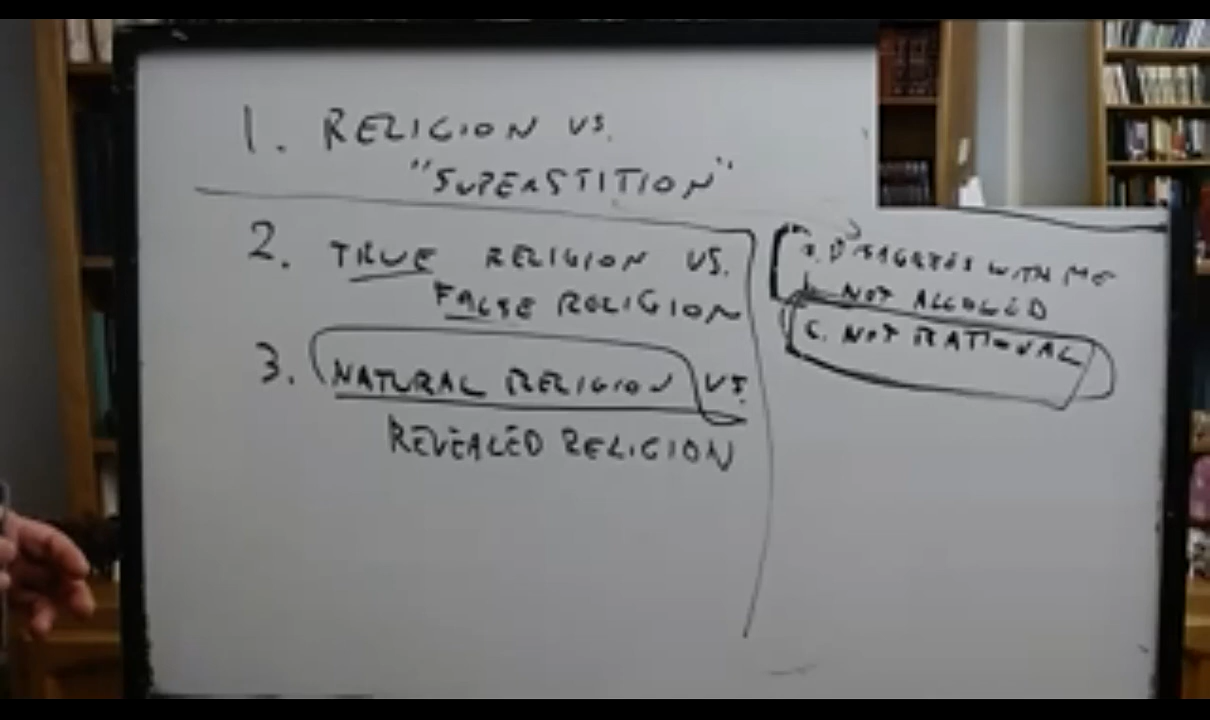 1. RELIGION VS.
"SUPERSTITION"
2. TRUE RELIGION VS.
FALSE RELIGION
3. NATURAL RELIGION VS.
REVEALED RELIGION
a. DISAGREES WITH ME
b. NOT ALLOWED
C. NOT RATIONAL